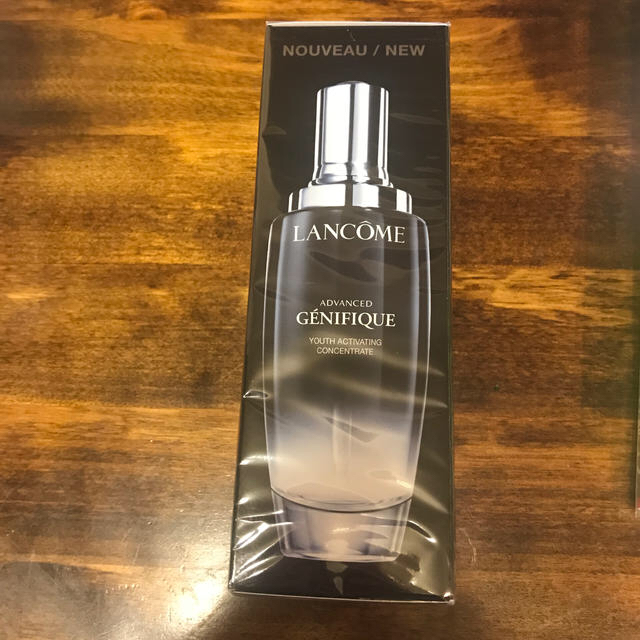 NOUVEAU / NEW
LANCÔME
ADVANCED
GÉNIFIQUE
YOUTH ACTIVATING
CONCENTRATE